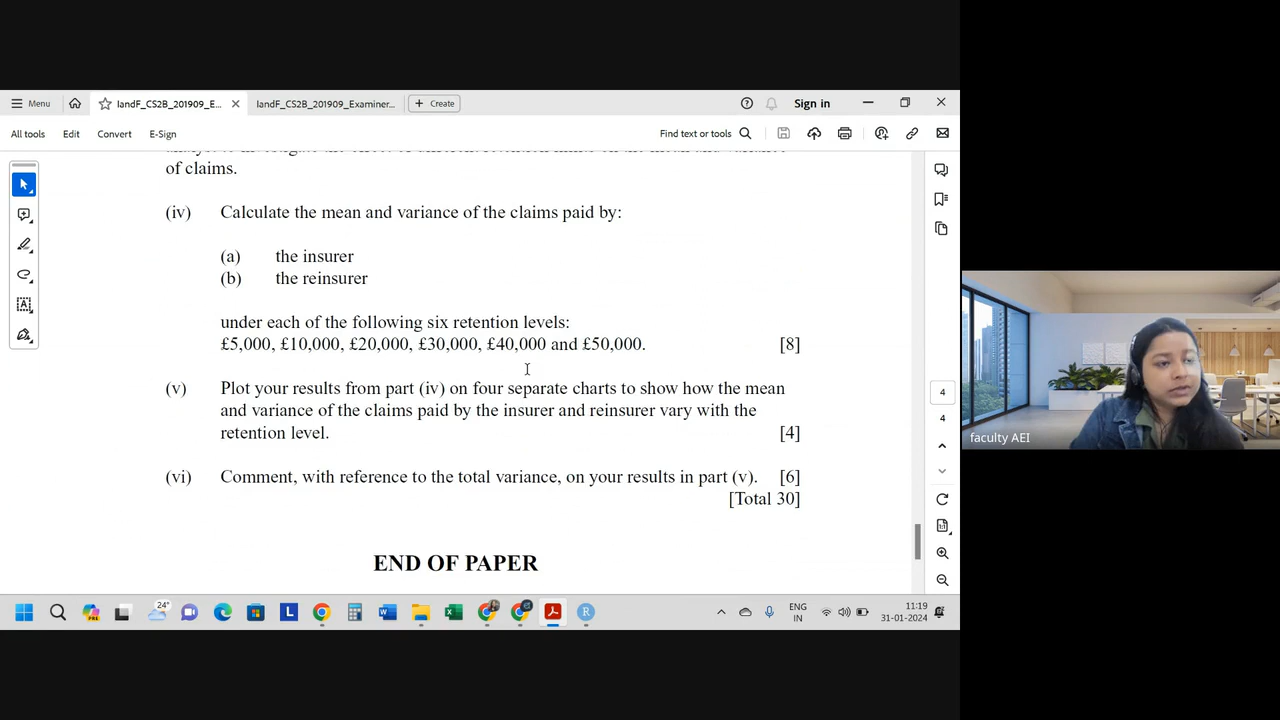 Menu
IandF_CS2B_201909_E...
IandF_CS2B_201909_Examiner...
Create
Sign in
All tools
Edit
Convert
E-Sign
Find text or tools
of claims.
(iv) Calculate the mean and variance of the claims paid by:
(a) the insurer
(b) the reinsurer
under each of the following six retention levels:
£5,000, £10,000, £20,000, £30,000, £40,000 and £50,000. [8]
(v) Plot your results from part (iv) on four separate charts to show how the mean
and variance of the claims paid by the insurer and reinsurer vary with the
retention level. [4]
(vi) Comment, with reference to the total variance, on your results in part (v). [6]
[Total 30]
END OF PAPER
4
4
faculty AEI
24°
ENG
IN
11:19
31-01-2024